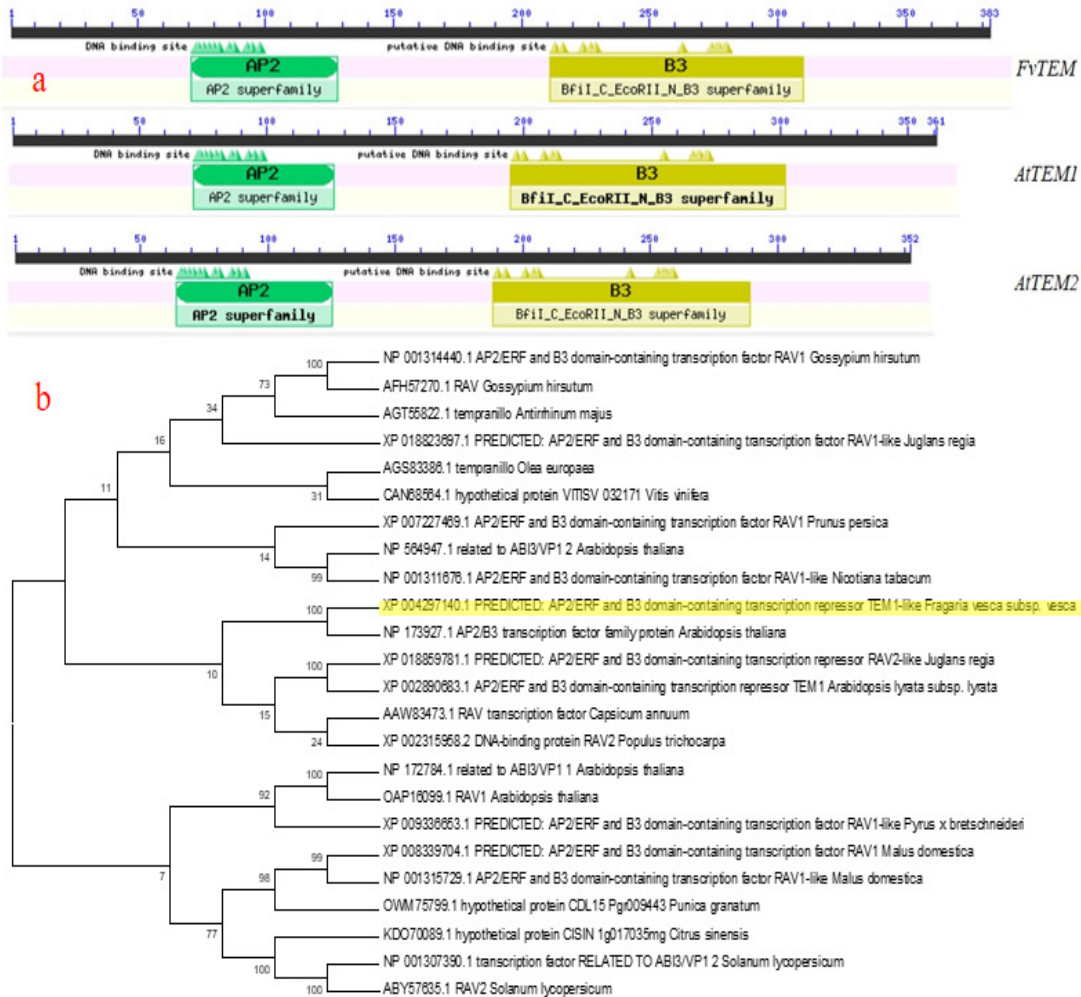 1 50 100 150 200 250 300 350 383
DNA binding site putative DNA binding site
AP2 B3
AP2 superfamily BfiI_C_EcoRII_N_B3 superfamily
FvTEM
a
1 50 100 150 200 250 300 350 361
DNA binding site putative DNA binding site
AP2 B3
AP2 superfamily BfiI_C_EcoRII_N_B3 superfamily
AtTEM1
1 50 100 150 200 250 300 352
DNA binding site putative DNA binding site
AP2 B3
AP2 superfamily BfiI_C_EcoRII_N_B3 superfamily
AtTEM2
b
NP 001314440.1 AP2/ERF and B3 domain-containing transcription factor RAV1 Gossypium hirsutum
100
AFH57270.1 RAV Gossypium hirsutum
73
AGT55822.1 tempranillo Antirrhinum majus
34
XP 018823697.1 PREDICTED: AP2/ERF and B3 domain-containing transcription factor RAV1-like Juglans regia
16
AGS83386.1 tempranillo Olea europaea
11
31
CAN68564.1 hypothetical protein VITISV 032171 Vitis vinifera
XP 007227469.1 AP2/ERF and B3 domain-containing transcription factor RAV1 Prunus persica
14
NP 564947.1 related to ABI3/VP1 2 Arabidopsis thaliana
99
NP 001311676.1 AP2/ERF and B3 domain-containing transcription factor RAV1-like Nicotiana tabacum
100
XP 004297140.1 PREDICTED: AP2/ERF and B3 domain-containing transcription repressor TEM1-like Fragaria vesca subsp. vesca
NP 173927.1 AP2/B3 transcription factor family protein Arabidopsis thaliana
10
100
XP 018859781.1 PREDICTED: AP2/ERF and B3 domain-containing transcription repressor RAV2-like Juglans regia
XP 002890683.1 AP2/ERF and B3 domain-containing transcription repressor TEM1 Arabidopsis lyrata subsp. lyrata
15
AAW83473.1 RAV transcription factor Capsicum annuum
24
XP 002315958.2 DNA-binding protein RAV2 Populus trichocarpa
NP 172784.1 related to ABI3/VP1 1 Arabidopsis thaliana
100
OAP16099.1 RAV1 Arabidopsis thaliana
92
XP 009336653.1 PREDICTED: AP2/ERF and B3 domain-containing transcription factor RAV1-like Pyrus x bretschneideri
7
XP 008339704.1 PREDICTED: AP2/ERF and B3 domain-containing transcription factor RAV1 Malus domestica
99
NP 001315729.1 AP2/ERF and B3 domain-containing transcription factor RAV1-like Malus domestica
98
OWM75799.1 hypothetical protein CDL15 Pgr009443 Punica granatum
77
KDO70089.1 hypothetical protein CISIN 1g017035mg Citrus sinensis
100
NP 001307390.1 transcription factor RELATED TO ABI3/VP1 2 Solanum lycopersicum
100
ABY57635.1 RAV2 Solanum lycopersicum